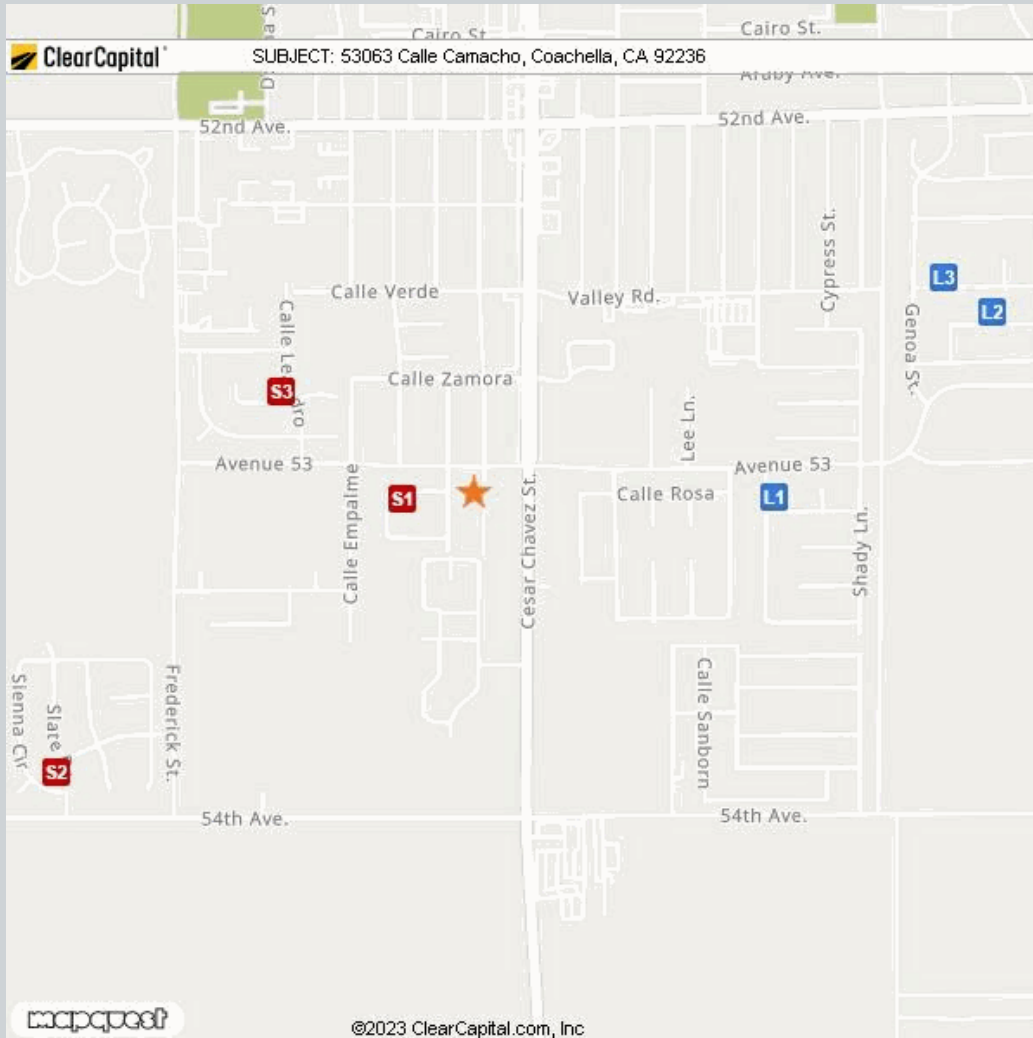 Cairo St.
Cairo St.
ClearCapital
SUBJECT: 53063 Calle Camacho, Coachella, CA 92236
52nd Ave.
52nd Ave.
Calle Verde
Valley Rd.
Cypress St.
L3
L2
Genoa St.
Calle
S3
Calle Zamora
Lee Ln.
Avenue 53
Avenue 53
Calle Empalme
S1
Cesar Chavez St.
Calle Rosa
L1
Shady Ln.
Sienna Cir
Slate
S2
Frederick St.
Calle Sanborn
54th Ave.
54th Ave.
mapquest
©2023 ClearCapital.com, Inc